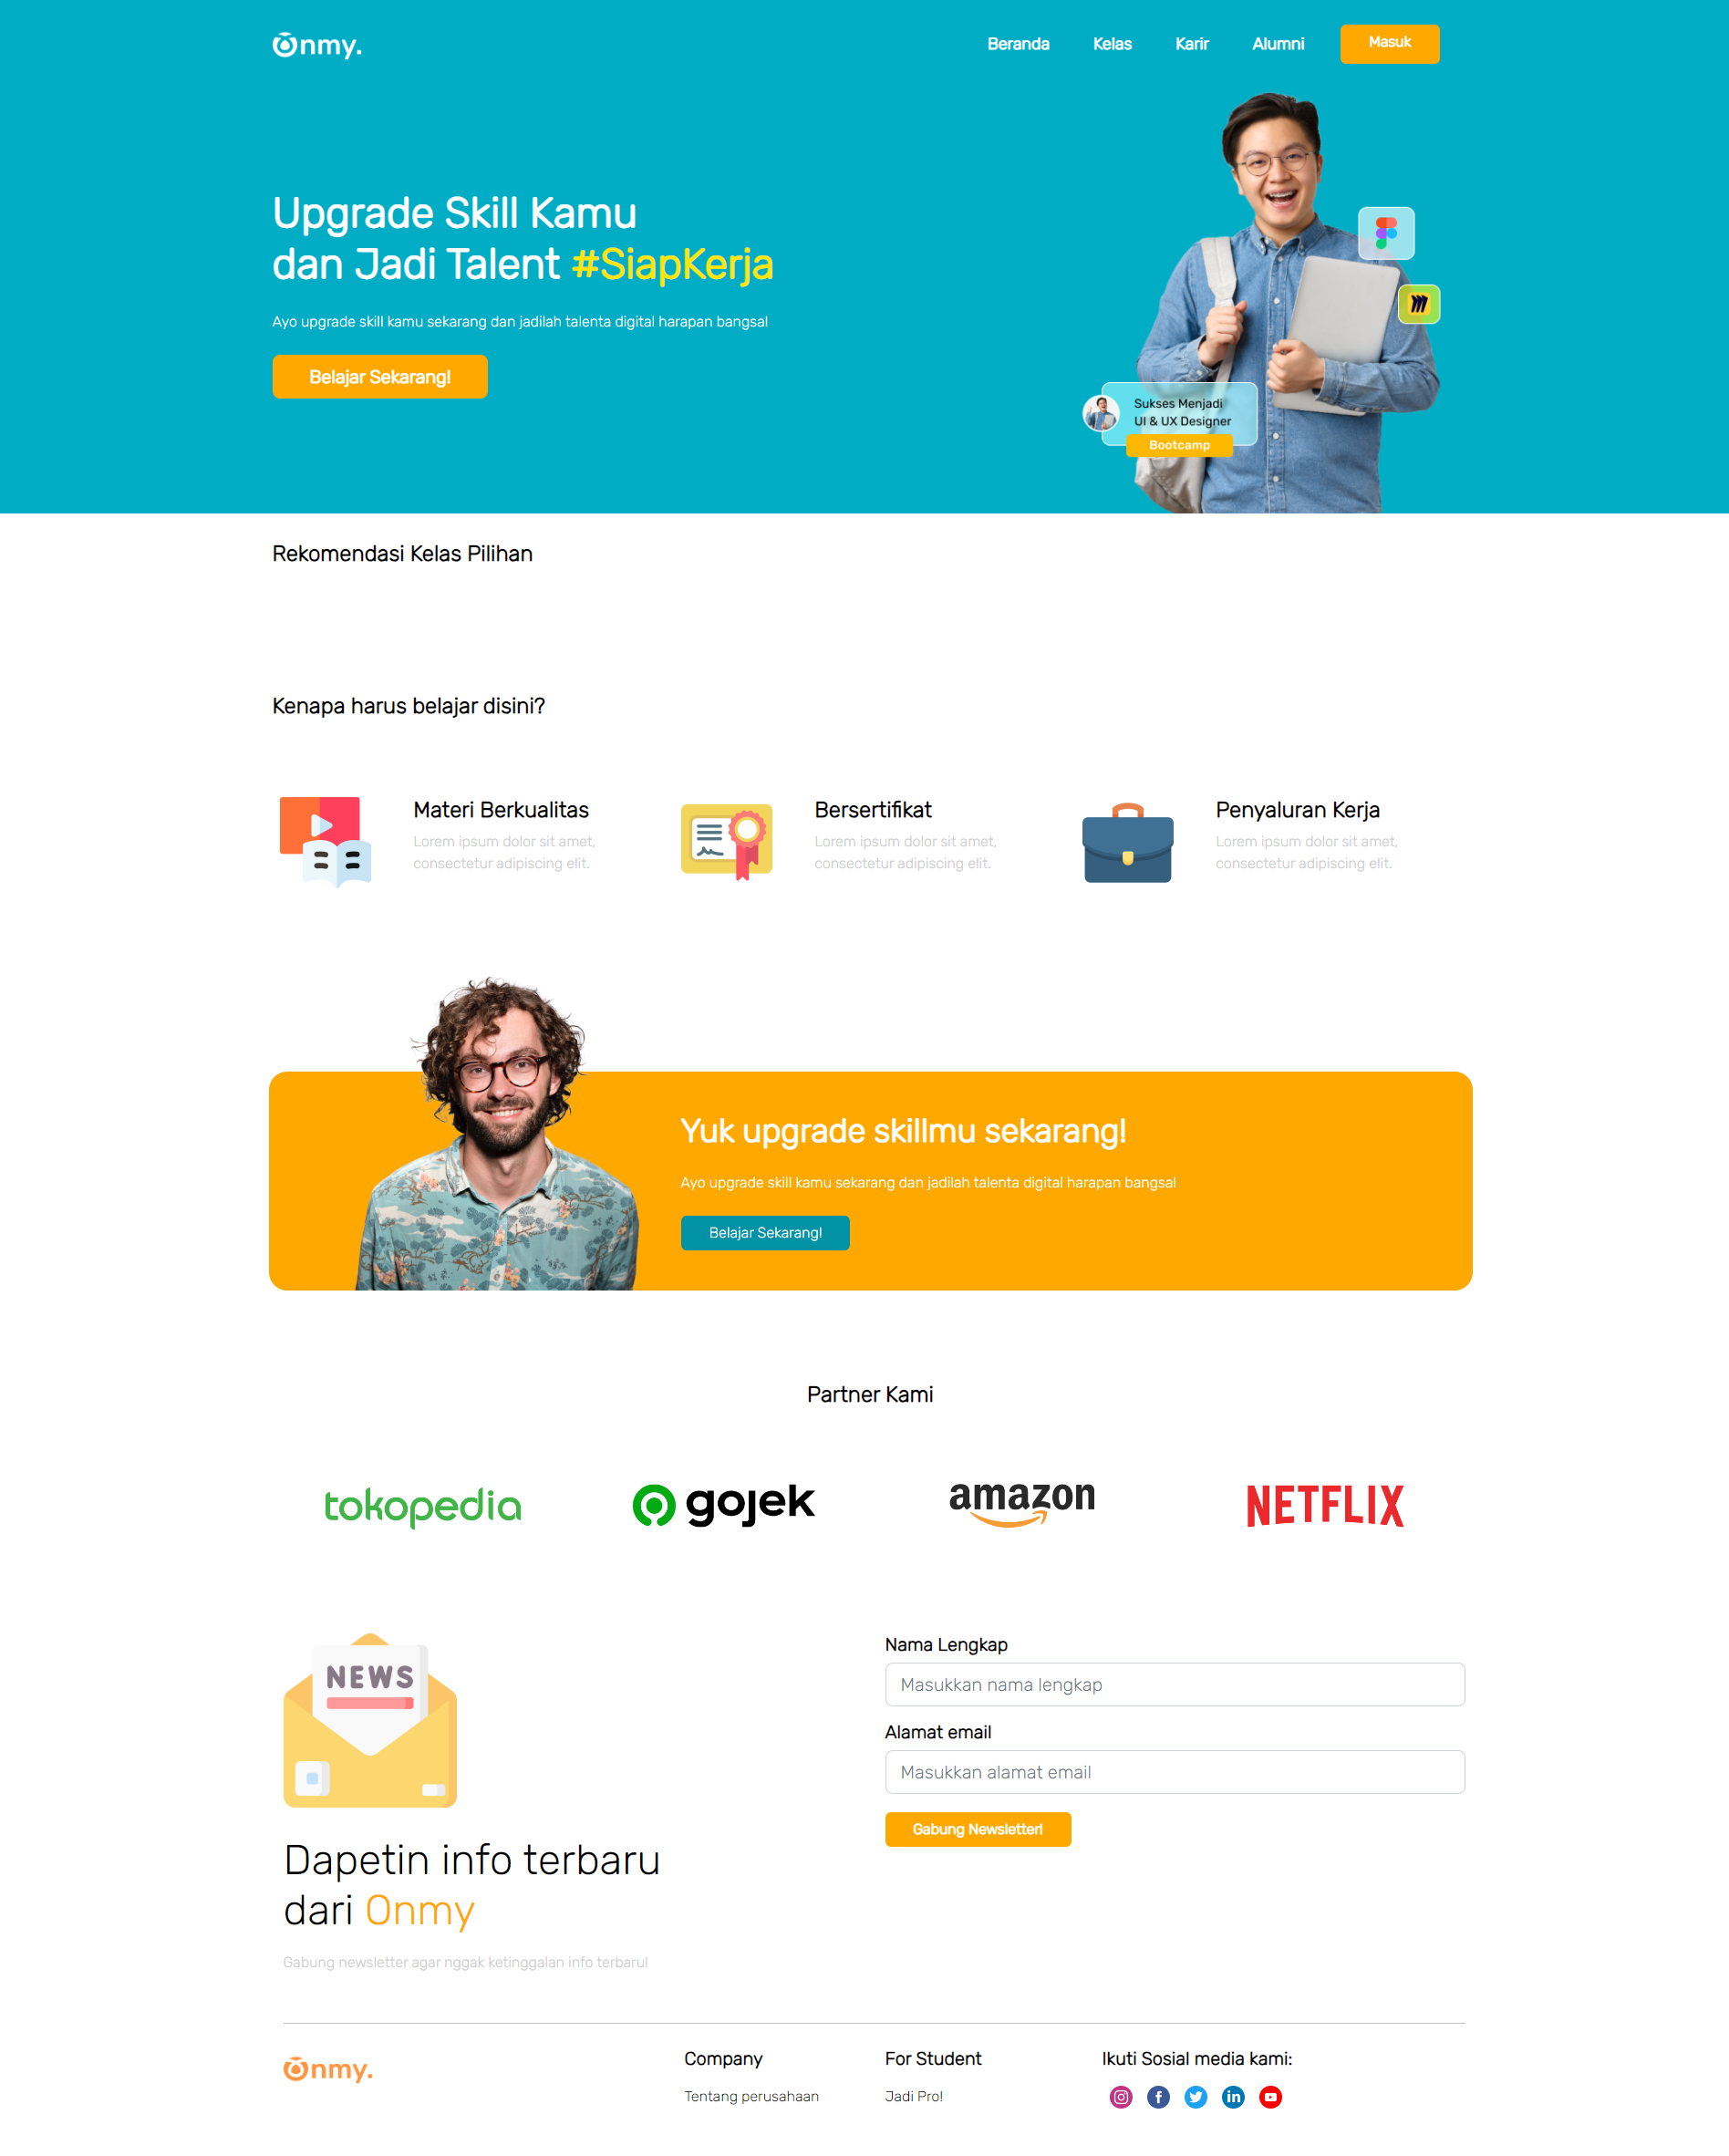 Onmy.
Beranda Kelas Karir Alumni Masuk
Upgrade Skill Kamu
dan Jadi Talent #SiapKerja
Ayo upgrade skill kamu sekarang dan jadilah talenta digital harapan bangsa!
Belajar Sekarang!
Sukses Menjadi
UI & UX Designer
Bootcamp
Rekomendasi Kelas Pilihan
Kenapa harus belajar disini?
Materi Berkualitas
Lorem ipsum dolor sit amet,
consectetur adipiscing elit.
Bersertifikat
Lorem ipsum dolor sit amet,
consectetur adipiscing elit.
Penyaluran Kerja
Lorem ipsum dolor sit amet,
consectetur adipiscing elit.
Yuk upgrade skillmu sekarang!
Ayo upgrade skill kamu sekarang dan jadilah talenta digital harapan bangsa!
Belajar Sekarang!
Partner Kami
tokopedia
gojek
amazon
NETFLIX
NEWS
Dapetin info terbaru
dari Onmy
Gabung newsletter agar nggak ketinggalan info terbaru!
Nama Lengkap
Masukkan nama lengkap
Alamat email
Masukkan alamat email
Gabung Newsletter!
Onmy.
Company
Tentang perusahaan
For Student
Jadi Pro!
Ikuti Sosial media kami: